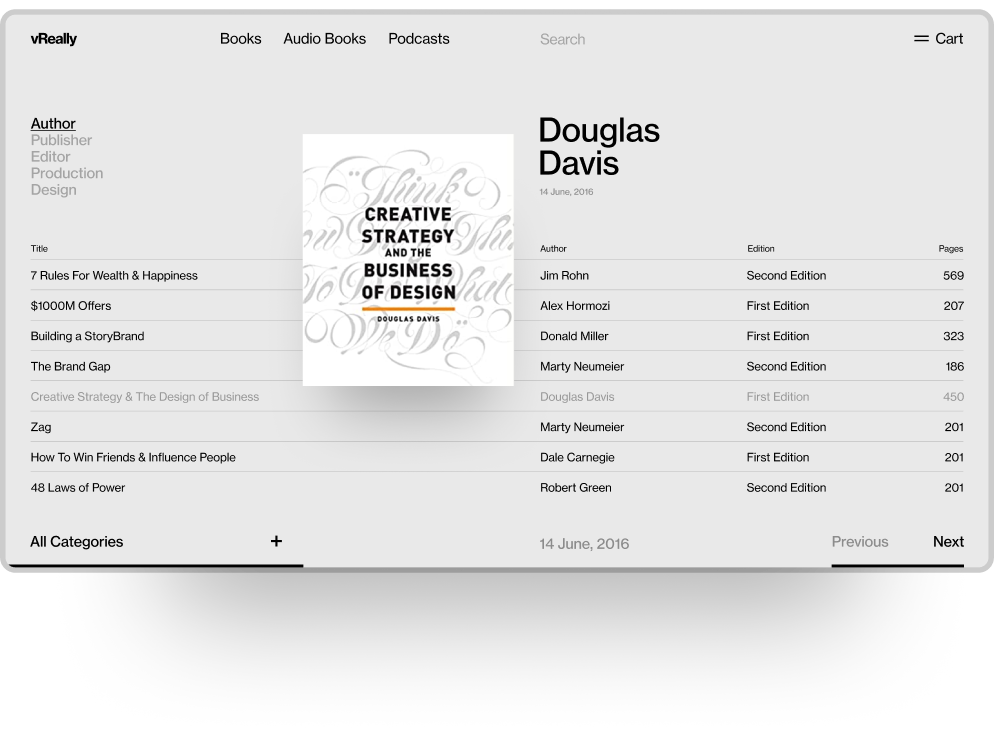 vReally Books Audio Books Podcasts Search Cart
Author
Publisher
Editor
Production
Design
Douglas
Davis
14 June, 2016
"Think
CREATIVE
STRATEGY
AND THE
BUSINESS
OF DESIGN
DOUGLAS DAVIS
We Do"
Title Author Edition Pages
7 Rules For Wealth & Happiness Jim Rohn Second Edition 569
$1000M Offers Alex Hormozi First Edition 207
Building a StoryBrand Donald Miller First Edition 323
The Brand Gap Marty Neumeier Second Edition 186
Creative Strategy & The Design of Business Douglas Davis First Edition 450
Zag Marty Neumeier Second Edition 201
How To Win Friends & Influence People Dale Carnegie First Edition 201
48 Laws of Power Robert Green Second Edition 201
All Categories + 14 June, 2016 Previous Next